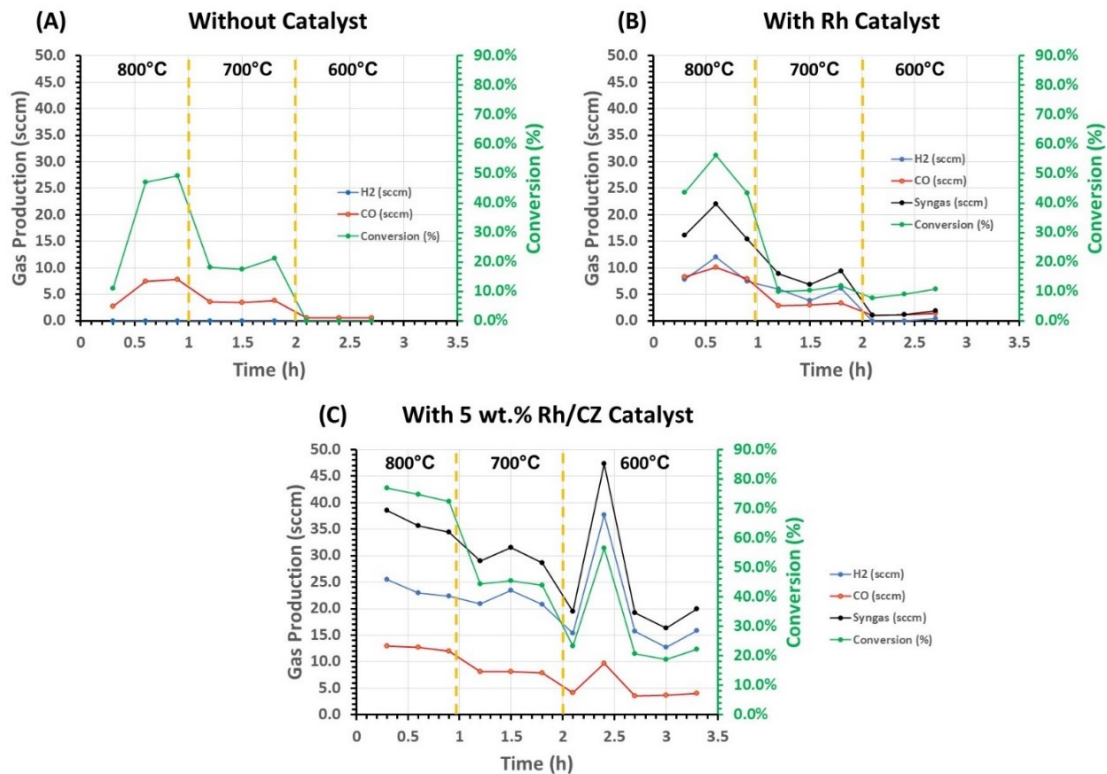 (A) Without Catalyst
800°C 700°C 600°C
50.0
45.0
40.0
35.0
30.0
25.0
20.0
15.0
10.0
5.0
0.0
Gas Production (sccm)
90.0%
80.0%
70.0%
60.0%
50.0%
40.0%
30.0%
20.0%
10.0%
0.0%
Conversion (%)
H2 (sccm)
CO (sccm)
Conversion (%)
0 0.5 1 1.5 2 2.5 3 3.5
Time (h)
(B) With Rh Catalyst
800°C 700°C 600°C
50.0
45.0
40.0
35.0
30.0
25.0
20.0
15.0
10.0
5.0
0.0
Gas Production (sccm)
90.0%
80.0%
70.0%
60.0%
50.0%
40.0%
30.0%
20.0%
10.0%
0.0%
Conversion (%)
H2 (sccm)
CO (sccm)
Syngas (sccm)
Conversion (%)
0 0.5 1 1.5 2 2.5 3 3.5
Time (h)
(C) With 5 wt.% Rh/CZ Catalyst
800°C 700°C 600°C
50.0
45.0
40.0
35.0
30.0
25.0
20.0
15.0
10.0
5.0
0.0
Gas Production (sccm)
90.0%
80.0%
70.0%
60.0%
50.0%
40.0%
30.0%
20.0%
10.0%
0.0%
Conversion (%)
H2 (sccm)
CO (sccm)
Syngas (sccm)
Conversion (%)
0 0.5 1 1.5 2 2.5 3 3.5
Time (h)